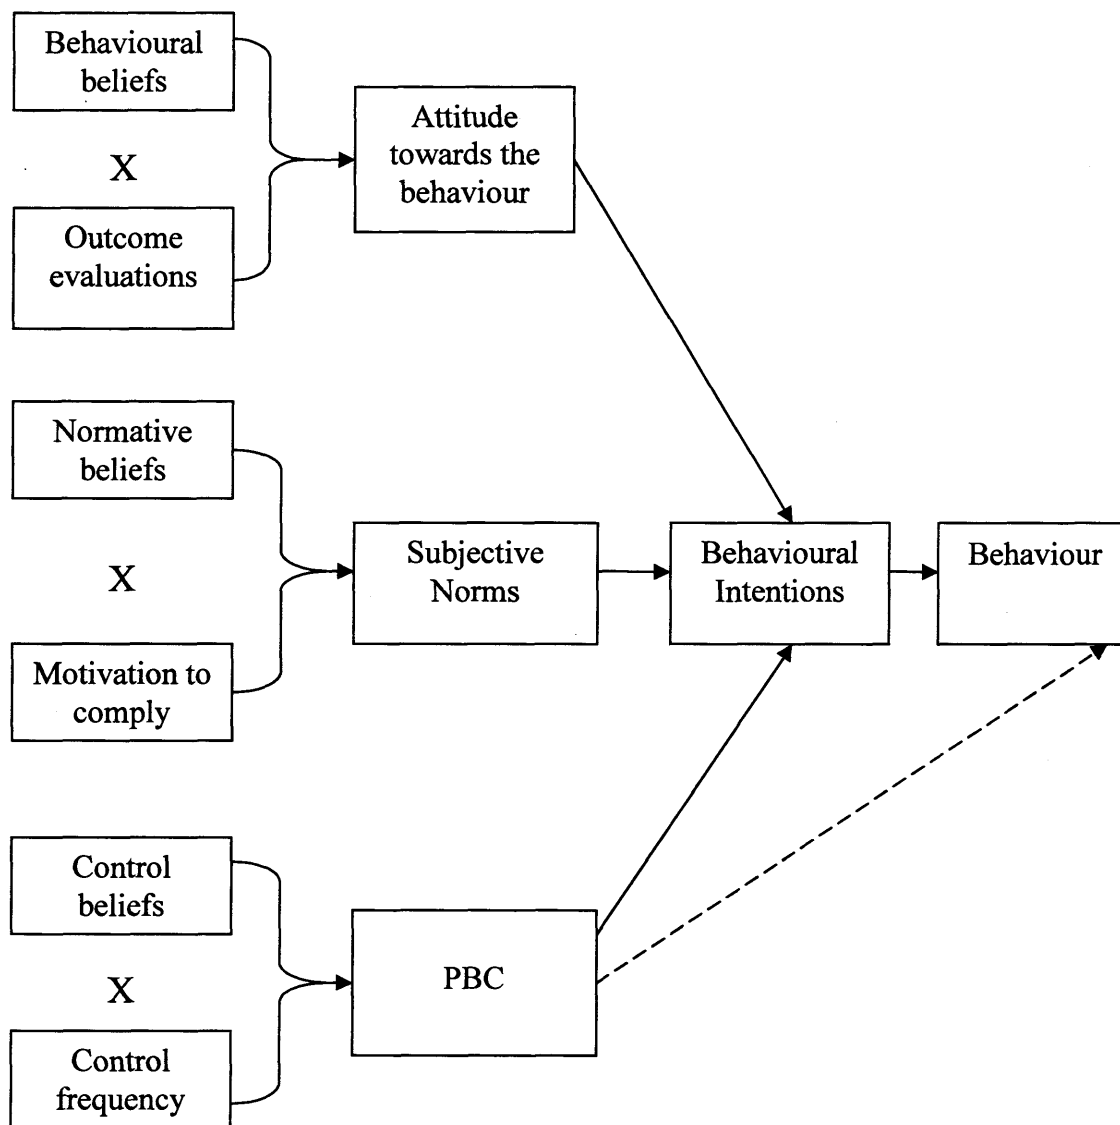 Behavioural
beliefs
X
Outcome
evaluations
Attitude
towards the
behaviour
Normative
beliefs
X
Motivation to
comply
Subjective
Norms
Behavioural
Intentions
Behaviour
Control
beliefs
X
Control
frequency
PBC